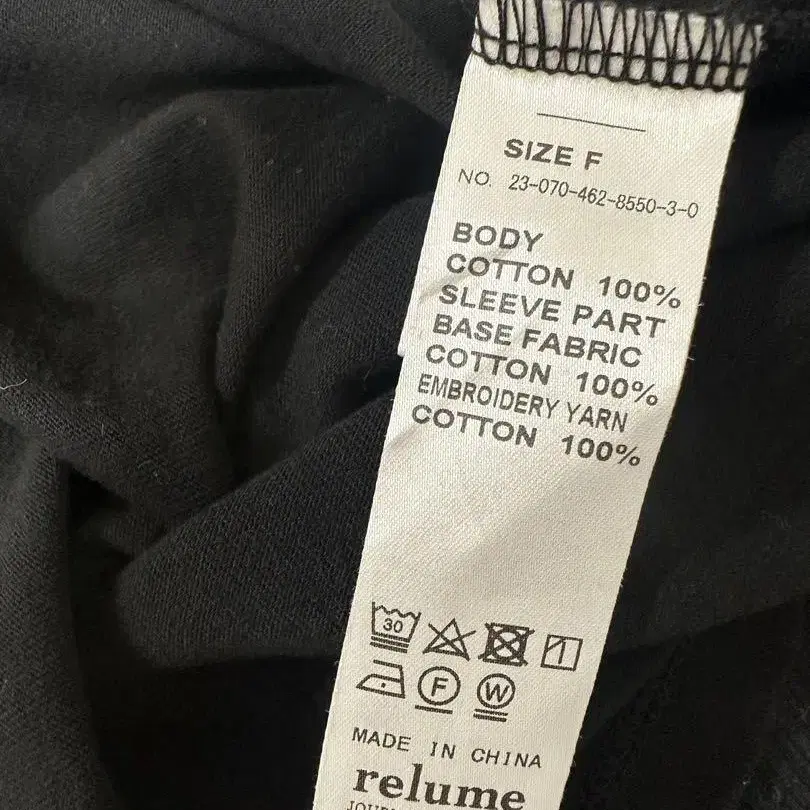 SIZE F
NO. 23-070-462-8550-3-0
BODY
COTTON 100%
SLEEVE PART
BASE FABRIC
COTTON 100%
EMBROIDERY YARN
COTTON 100%
30
F W
MADE IN CHINA
relume